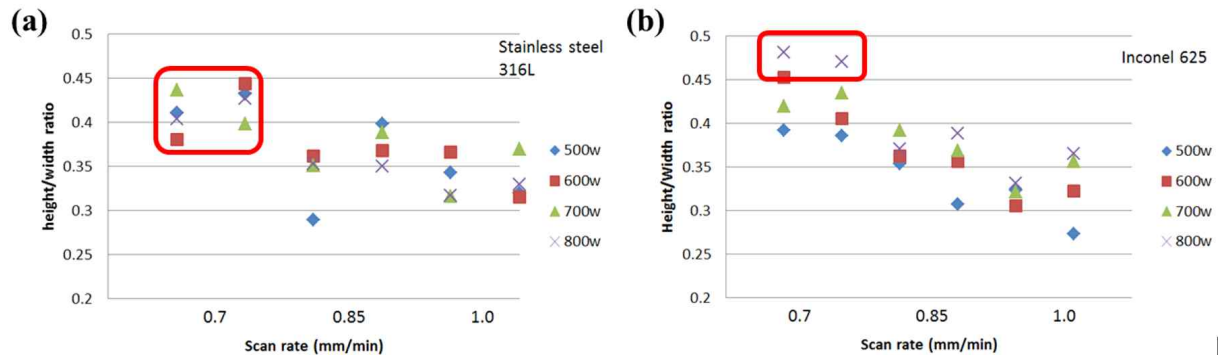 (a)
0.5
0.45
0.4
0.35
0.3
0.25
0.2
height/width ratio
Stainless steel
316L
500w
600w
700w
800w
0.7 0.85 1.0
Scan rate (mm/min)
(b)
0.5
0.45
0.4
0.35
0.3
0.25
0.2
Height/Width ratio
Inconel 625
500w
600w
700w
800w
0.7 0.85 1.0
Scan rate (mm/min)